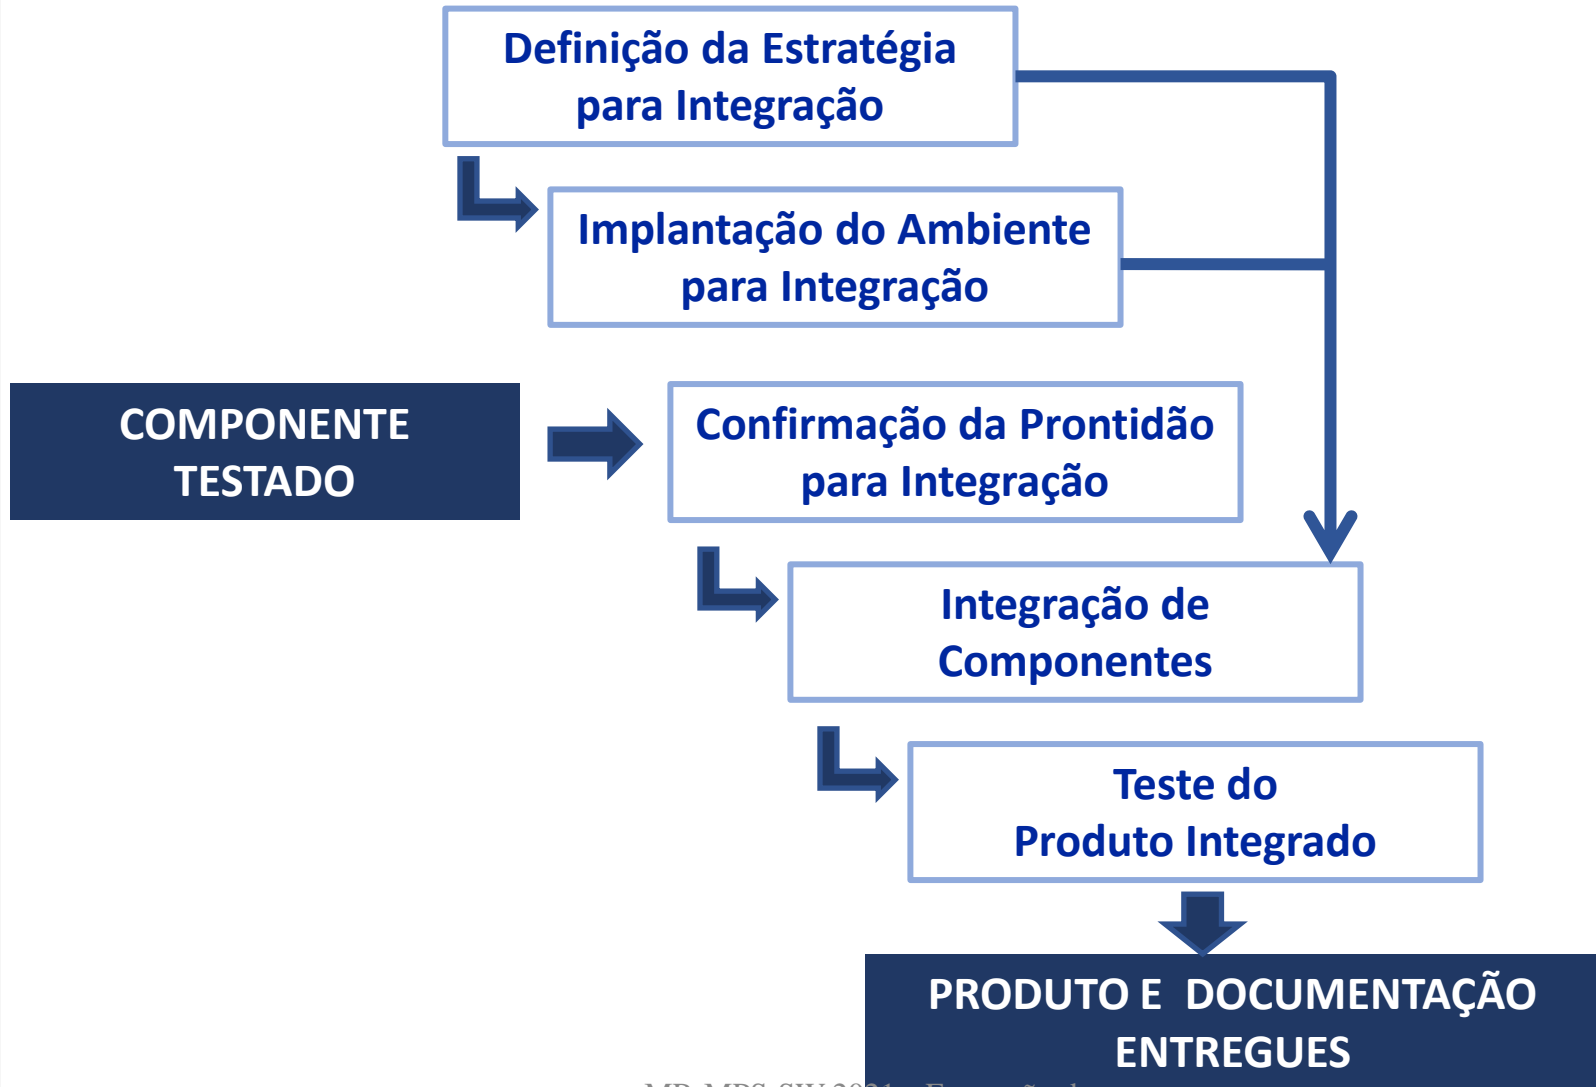 Definição da Estratégia
para Integração
Implantação do Ambiente
para Integração
COMPONENTE
TESTADO
Confirmação da Prontidão
para Integração
Integração de
Componentes
Teste do
Produto Integrado
PRODUTO E DOCUMENTAÇÃO
ENTREGUES